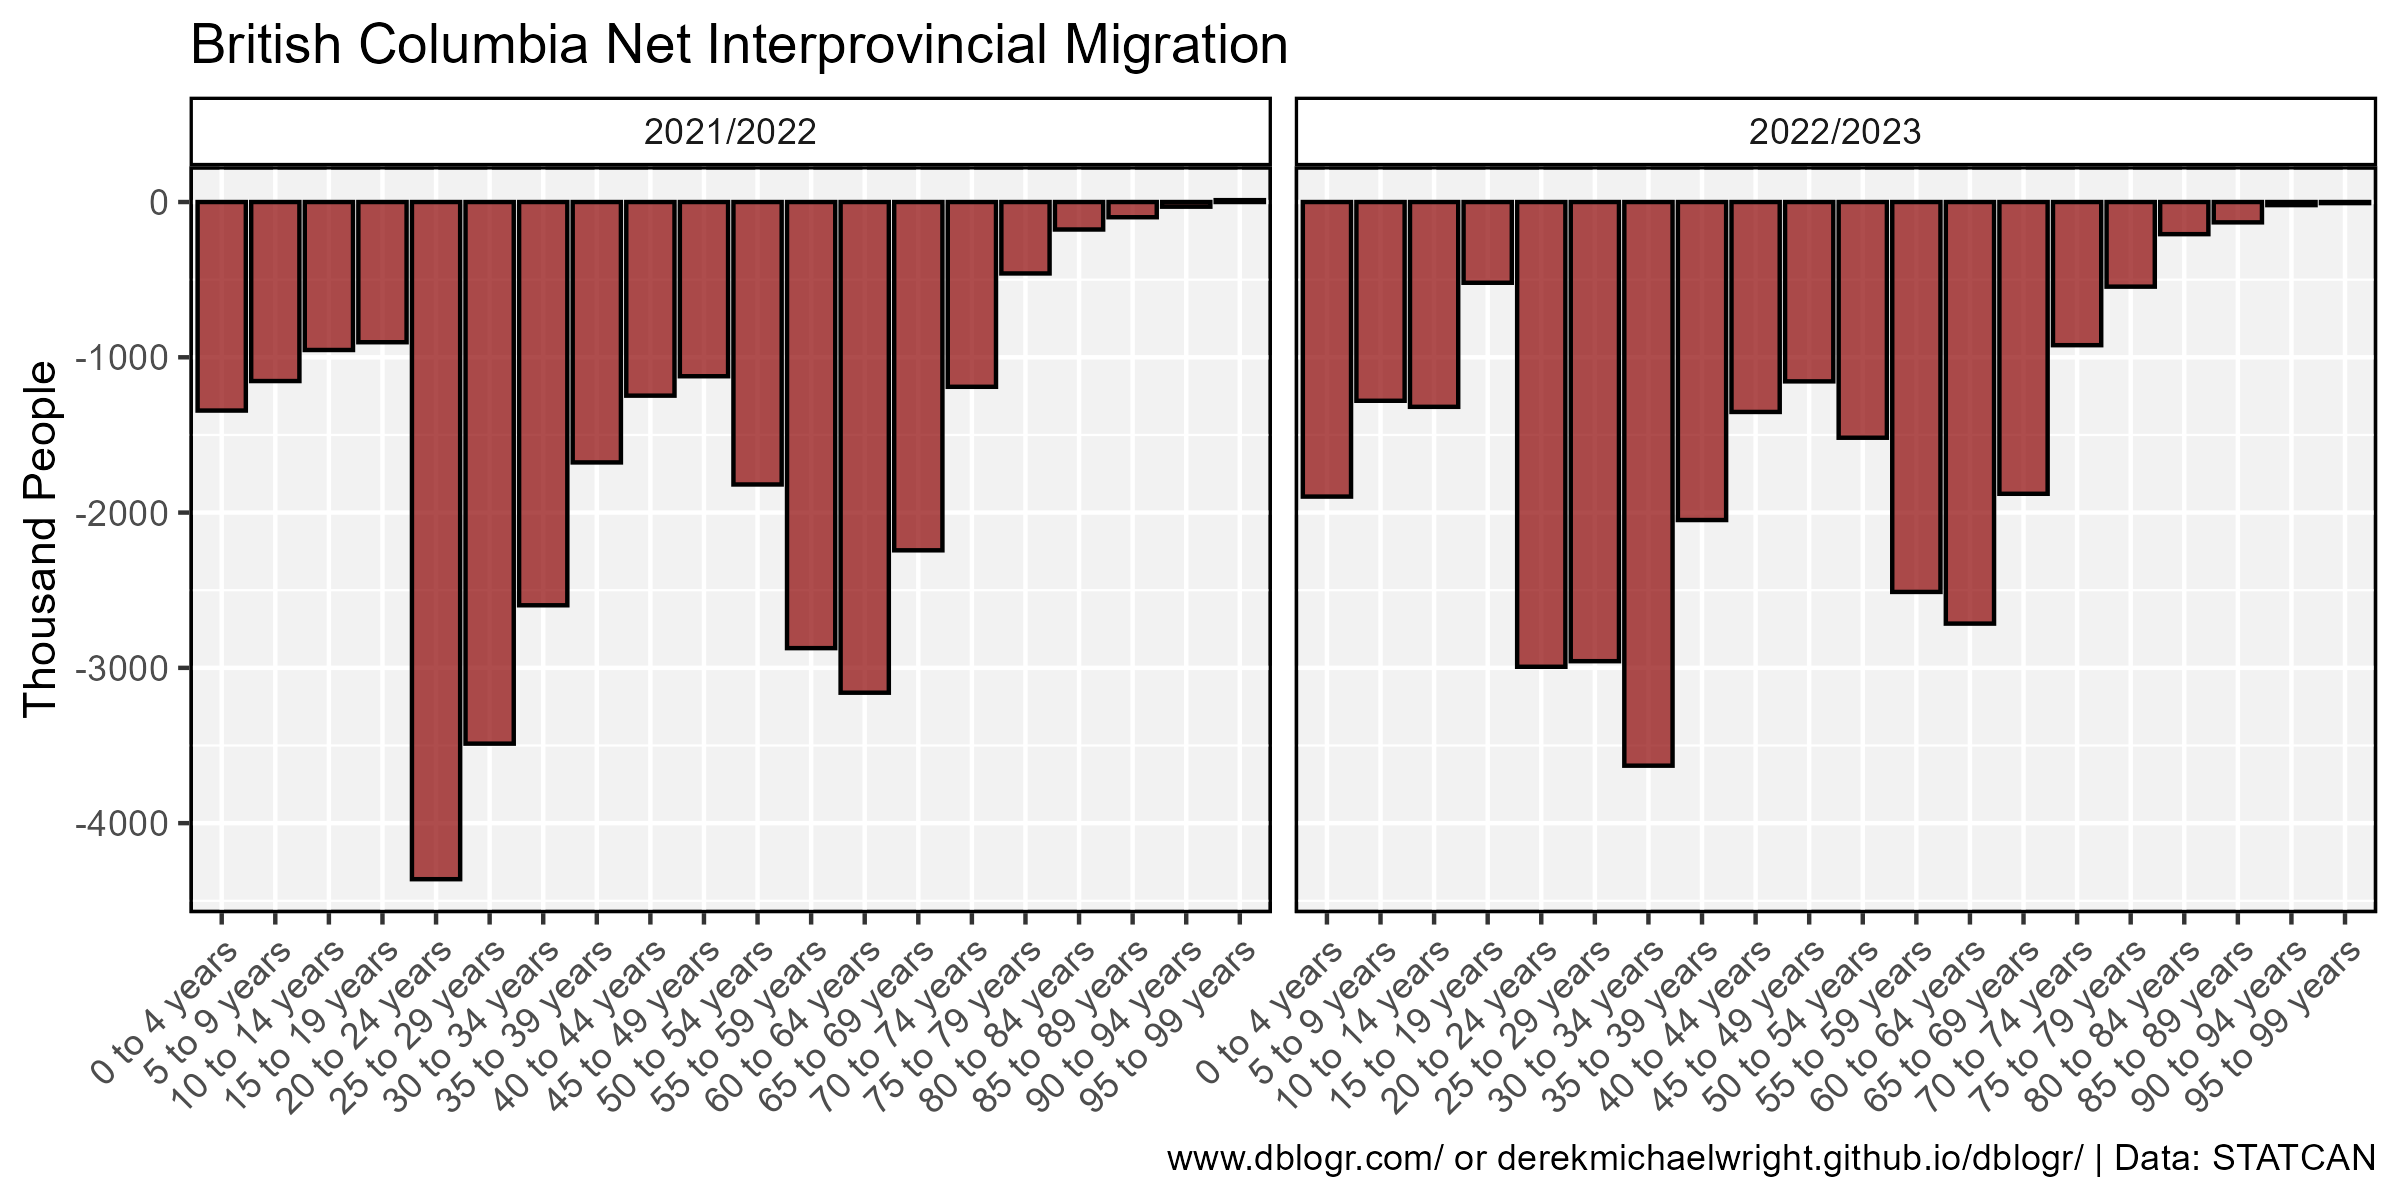 British Columbia Net Interprovincial Migration
2021/2022
2022/2023
Thousand People
0
-1000
-2000
-3000
-4000
0 to 4 years
5 to 9 years
10 to 14 years
15 to 19 years
20 to 24 years
25 to 29 years
30 to 34 years
35 to 39 years
40 to 44 years
45 to 49 years
50 to 54 years
55 to 59 years
60 to 64 years
65 to 69 years
70 to 74 years
75 to 79 years
80 to 84 years
85 to 89 years
90 to 94 years
95 to 99 years
0 to 4 years
5 to 9 years
10 to 14 years
15 to 19 years
20 to 24 years
25 to 29 years
30 to 34 years
35 to 39 years
40 to 44 years
45 to 49 years
50 to 54 years
55 to 59 years
60 to 64 years
65 to 69 years
70 to 74 years
75 to 79 years
80 to 84 years
85 to 89 years
90 to 94 years
95 to 99 years
www.dblogr.com/ or derekmichaelwright.github.io/dblogr/ | Data: STATCAN